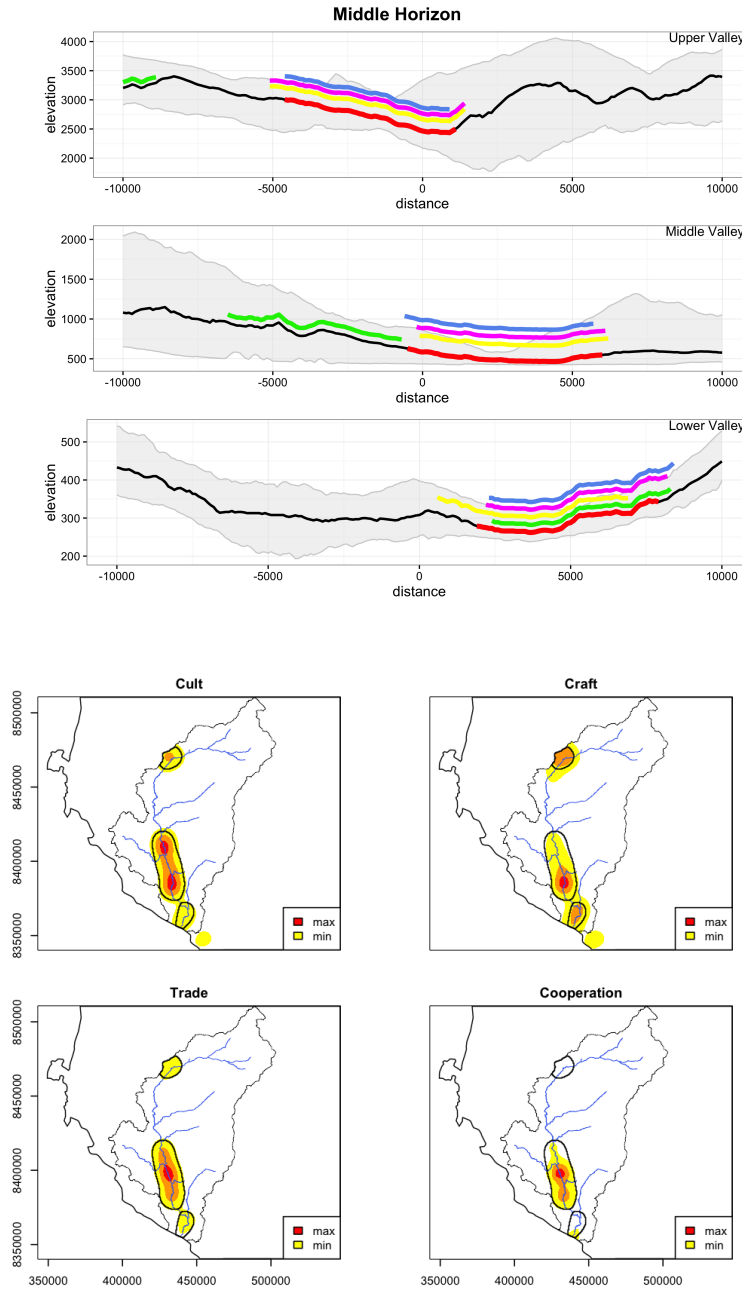 Middle Horizon
Upper Valley
4000
3500
3000
2500
2000
elevation
-10000 -5000 0 5000 10000
distance
Middle Valley
2000
1500
1000
500
elevation
-10000 -5000 0 5000 10000
distance
Lower Valley
500
400
300
200
elevation
-10000 -5000 0 5000 10000
distance
Cult
8500000
8450000
8400000
8350000
max
min
Craft
max
min
Trade
8500000
8450000
8400000
8350000
max
min
350000 400000 450000 500000
Cooperation
max
min
350000 400000 450000 500000